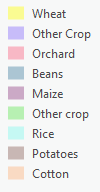 Wheat
Other Crop
Orchard
Beans
Maize
Other crop
Rice
Potatoes
Cotton